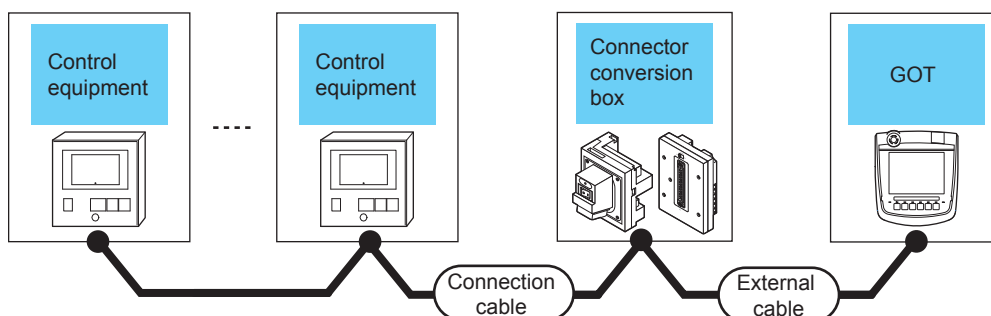 Control
equipment
Control
equipment
Connector
conversion
box
GOT
Connection
cable
External
cable